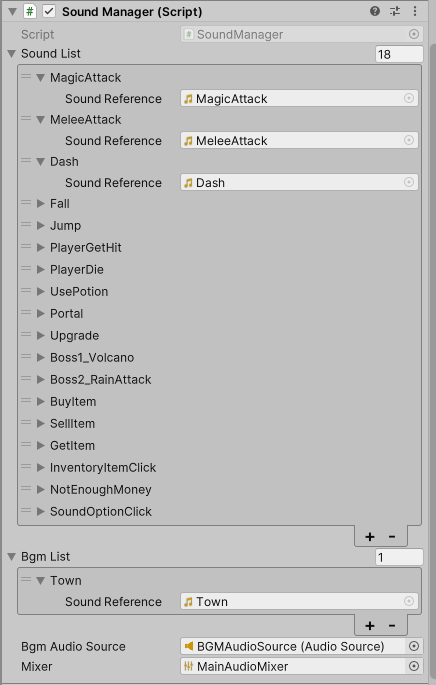 # Sound Manager (Script)
Script # SoundManager
Sound List 18
MagicAttack
Sound Reference MagicAttack
MeleeAttack
Sound Reference MeleeAttack
Dash
Sound Reference Dash
Fall
Jump
PlayerGetHit
PlayerDie
UsePotion
Portal
Upgrade
Boss1_Volcano
Boss2_RainAttack
BuyItem
SellItem
GetItem
InventoryItemClick
NotEnoughMoney
SoundOptionClick
+ -
Bgm List 1
Town
Sound Reference Town
+ -
Bgm Audio Source BGMAudioSource (Audio Source)
Mixer MainAudioMixer